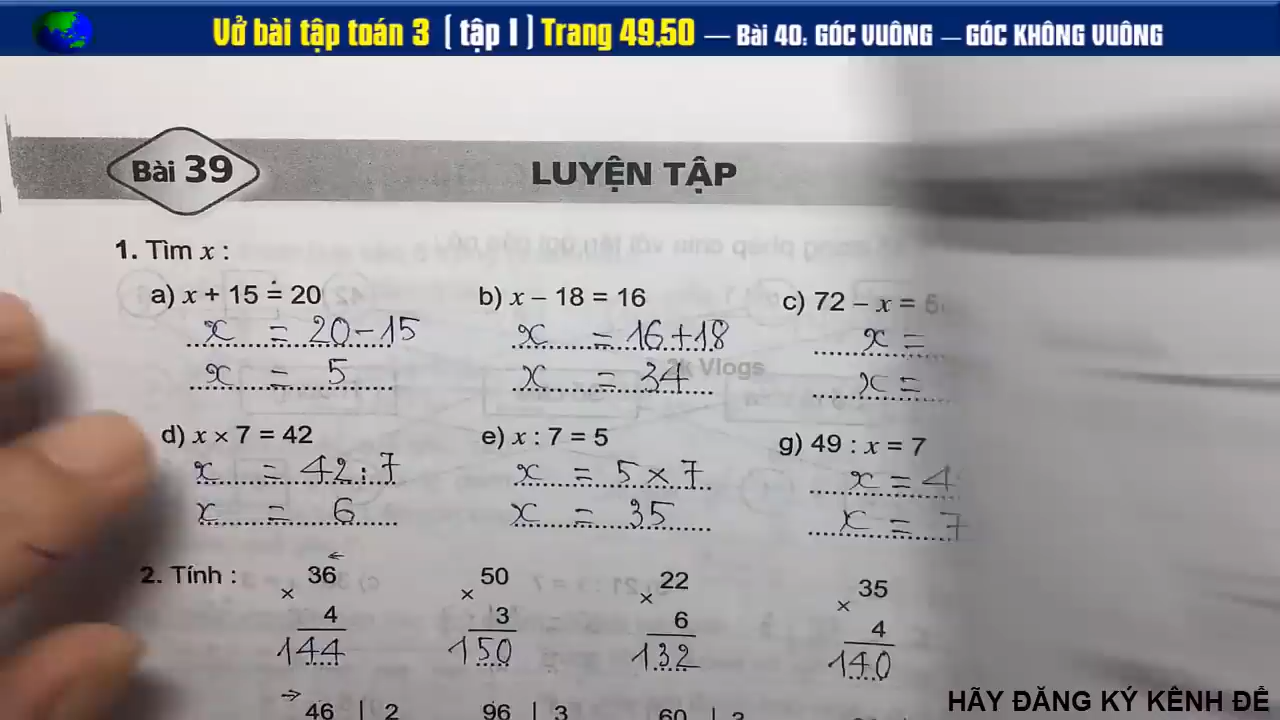 Vở bài tập toán 3 ( tập 1 ) Trang 49,50 — Bài 40: GÓC VUÔNG — GÓC KHÔNG VUÔNG
Bài 39 LUYỆN TẬP
1. Tìm x :
a) x + 15 = 20 b) x – 18 = 16 c) 72 – x =
x = 20 - 15 x = 16 + 18 x =
x = 5 x = 34 x =
d) x × 7 = 42 e) x : 7 = 5 g) 49 : x = 7
x = 42 : 7 x = 5 × 7 x = 4
x = 6 x = 35 x = 7
2. Tính :
36 50 22 35
× × × ×
4 3 6 4
144 150 132 140
46 2 96 3 60
Vlogs
HÃY ĐĂNG KÝ KÊNH ĐỂ